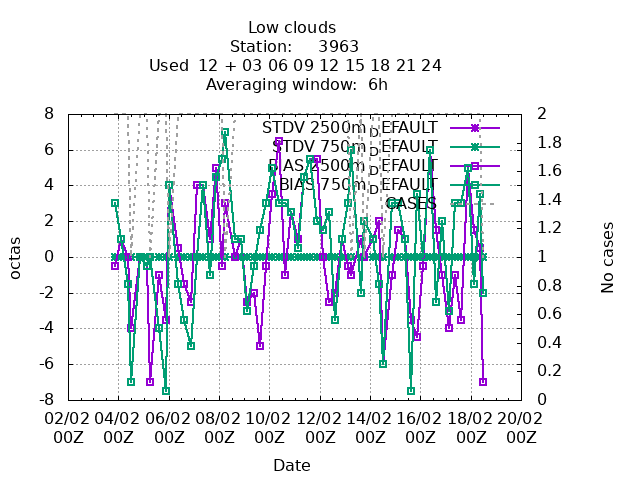 Low clouds
Station: 3963
Used 12 + 03 06 09 12 15 18 21 24
Averaging window: 6h
STDV 2500m DEFAULT
STDV 750m DEFAULT
BIAS 2500m DEFAULT
BIAS 750m DEFAULT
CASES
8
6
4
2
0
-2
-4
-6
-8
octas
2
1.8
1.6
1.4
1.2
1
0.8
0.6
0.4
0.2
0
No cases
02/02 04/02 06/02 08/02 10/02 12/02 14/02 16/02 18/02 20/02
00Z 00Z 00Z 00Z 00Z 00Z 00Z 00Z 00Z 00Z
Date